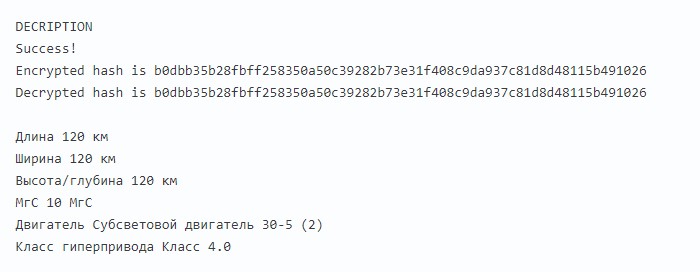 DECRIPTION
Success!
Encrypted hash is b0dbb35b28fbff258350a50c39282b73e31f408c9da937c81d8d48115b491026
Decrypted hash is b0dbb35b28fbff258350a50c39282b73e31f408c9da937c81d8d48115b491026
Длина 120 км
Ширина 120 км
Высота/глубина 120 км
МгС 10 МгС
Двигатель Субсветовой двигатель 30-5 (2)
Класс гиперпривода Класс 4.0